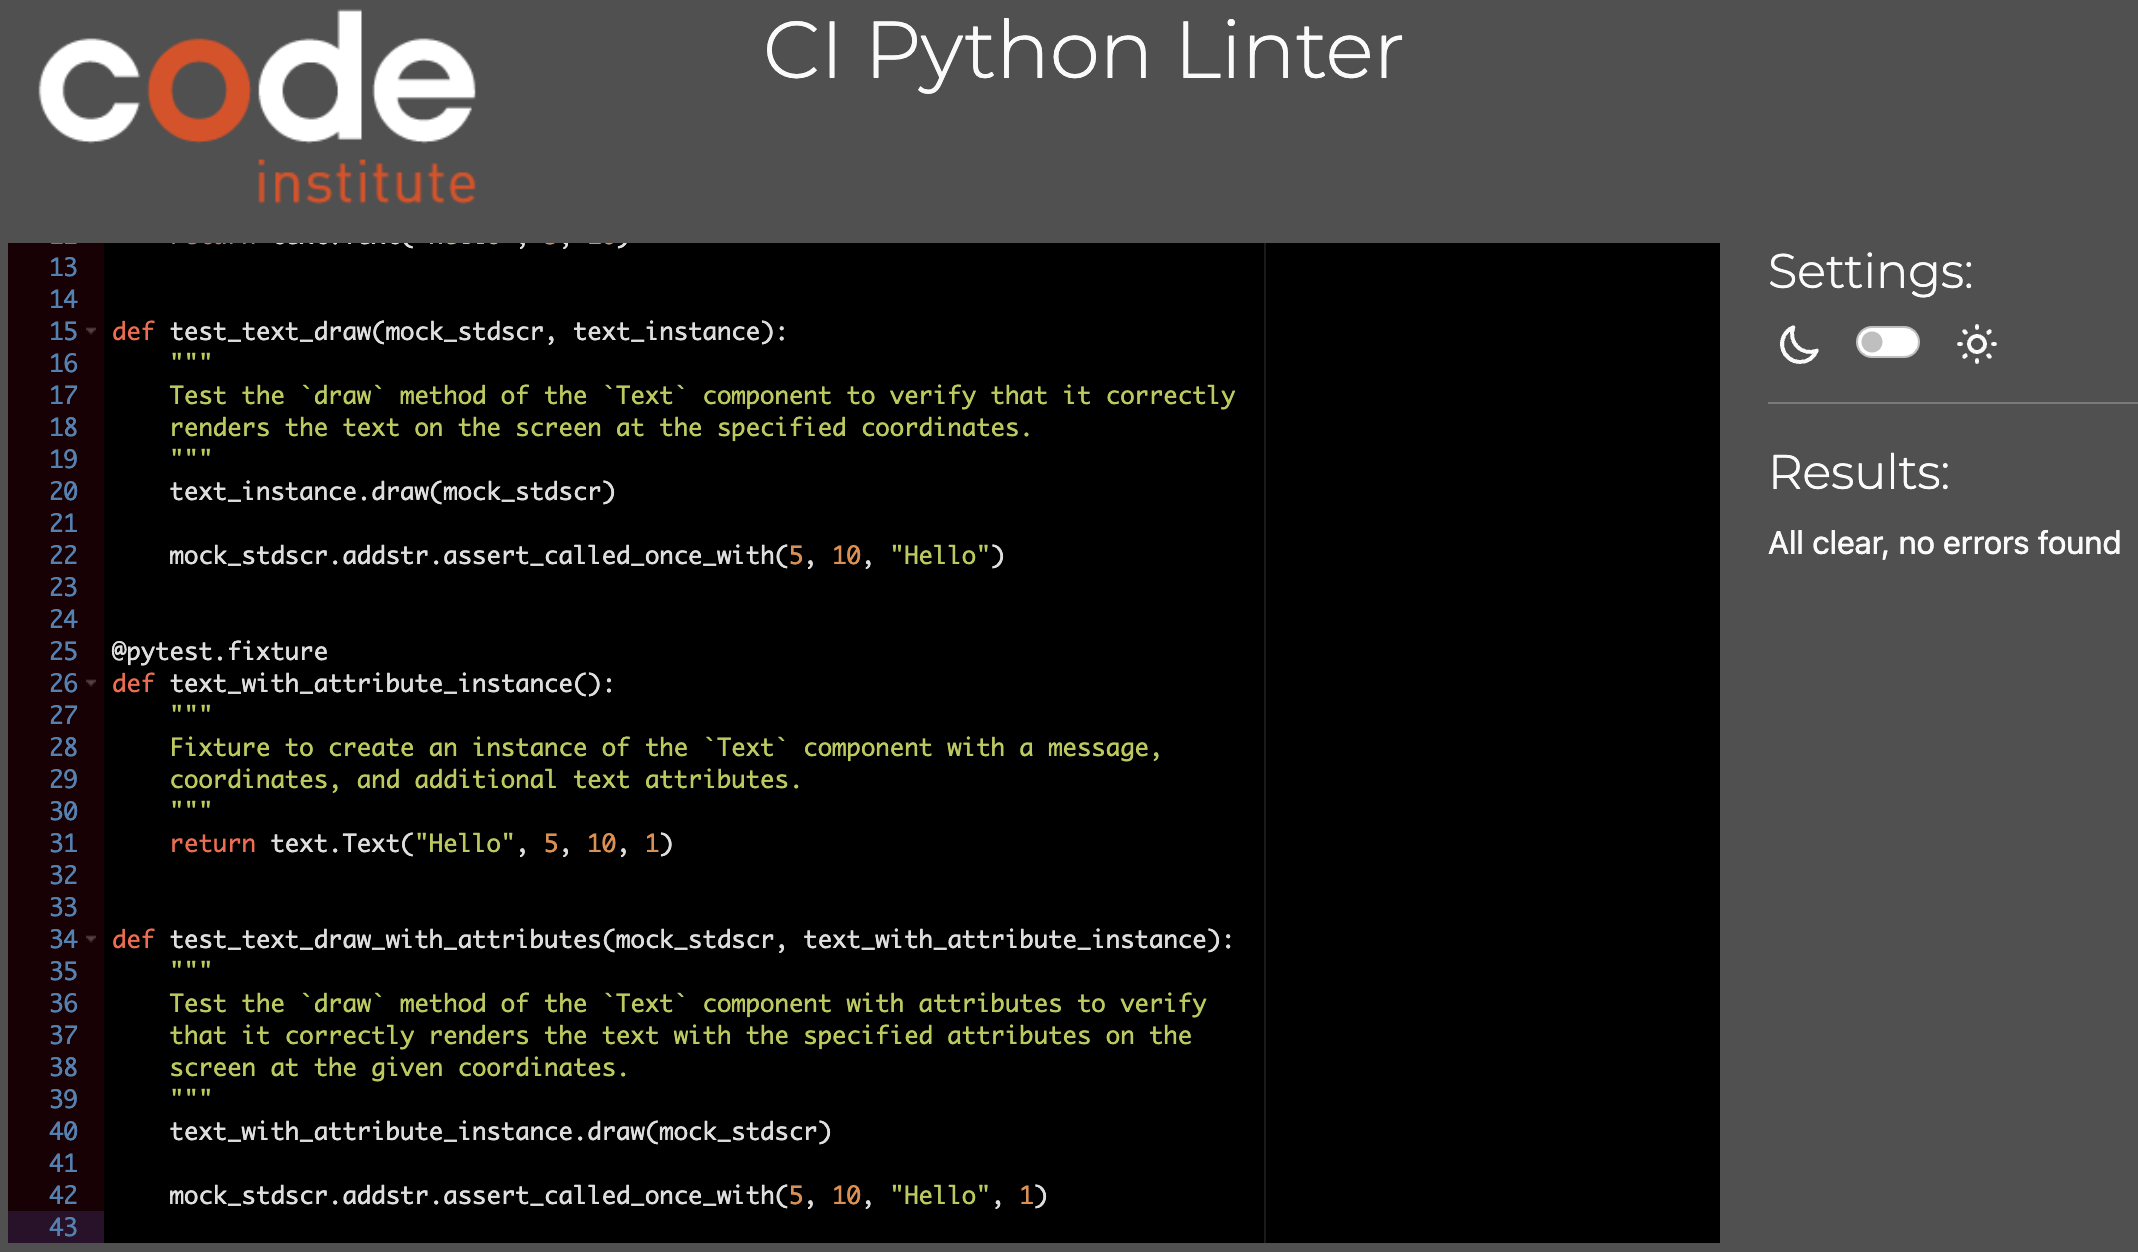 code
institute
CI Python Linter
13
14
15 def test_text_draw(mock_stdscr, text_instance):
16     """
17     Test the `draw` method of the `Text` component to verify that it correctly
18     renders the text on the screen at the specified coordinates.
19     """
20     text_instance.draw(mock_stdscr)
21
22     mock_stdscr.addstr.assert_called_once_with(5, 10, "Hello")
23
24
25 @pytest.fixture
26 def text_with_attribute_instance():
27     """
28     Fixture to create an instance of the `Text` component with a message,
29     coordinates, and additional text attributes.
30     """
31     return text.Text("Hello", 5, 10, 1)
32
33
34 def test_text_draw_with_attributes(mock_stdscr, text_with_attribute_instance):
35     """
36     Test the `draw` method of the `Text` component with attributes to verify
37     that it correctly renders the text with the specified attributes on the
38     screen at the given coordinates.
39     """
40     text_with_attribute_instance.draw(mock_stdscr)
41
42     mock_stdscr.addstr.assert_called_once_with(5, 10, "Hello", 1)
43
Settings:
Results:
All clear, no errors found